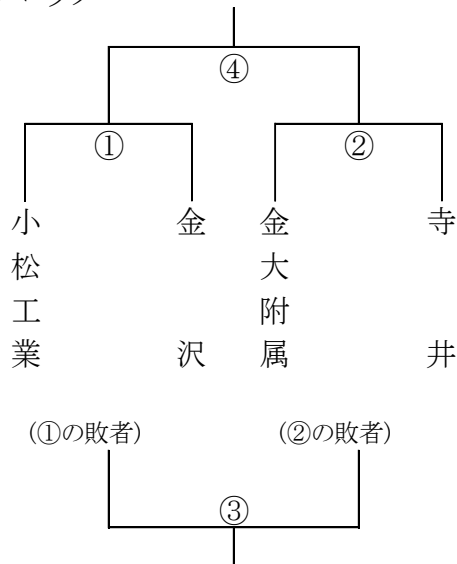 ④
① ②
小松工業 金沢 金大附属 寺井
(①の敗者) (②の敗者)
③